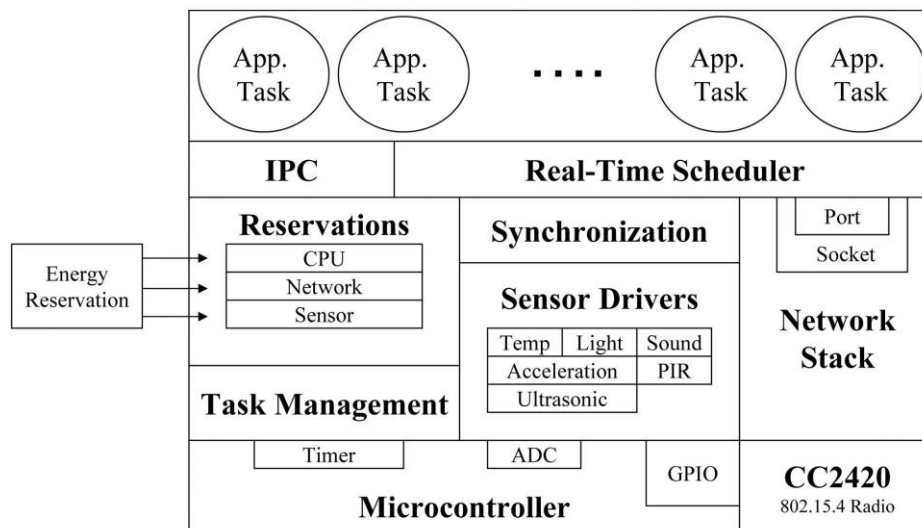 App.
Task
App.
Task
....
App.
Task
App.
Task
IPC
Real-Time Scheduler
Reservations
CPU
Network
Sensor
Energy
Reservation
Synchronization
Port
Socket
Sensor Drivers
Temp
Light
Sound
Acceleration
PIR
Ultrasonic
Network
Stack
Task Management
Timer
ADC
GPIO
Microcontroller
CC2420
802.15.4 Radio